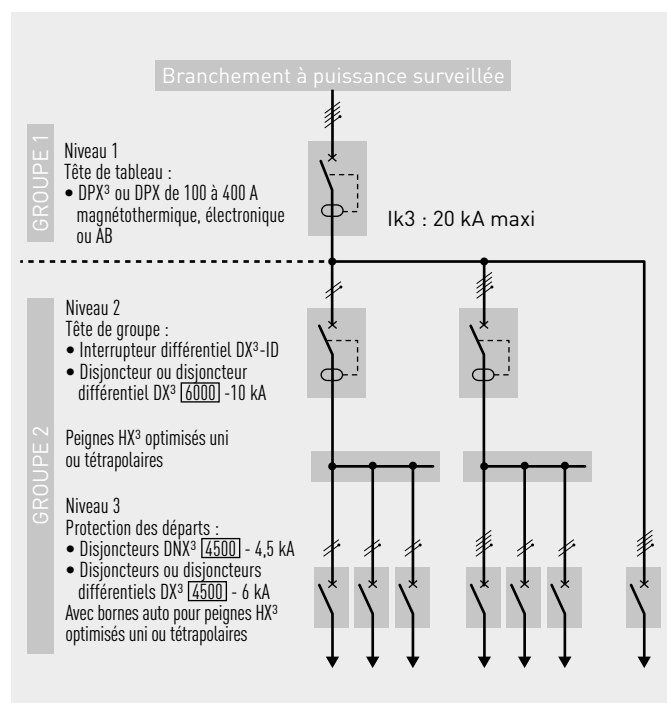 Branchement à puissance surveillée
GROUPE 1
Niveau 1
Tête de tableau :
• DPX³ ou DPX de 100 à 400 A
magnétothermique, électronique
ou AB
Ik3 : 20 kA maxi
GROUPE 2
Niveau 2
Tête de groupe :
• Interrupteur différentiel DX³-ID
• Disjoncteur ou disjoncteur
différentiel DX³ 6000 -10 kA
Peignes HX³ optimisés uni
ou tétrapolaires
Niveau 3
Protection des départs :
• Disjoncteurs DNX³ 4500 - 4,5 kA
• Disjoncteurs ou disjoncteurs
différentiels DX³ 4500 - 6 kA
Avec bornes auto pour peignes HX³
optimisés uni ou tétrapolaires